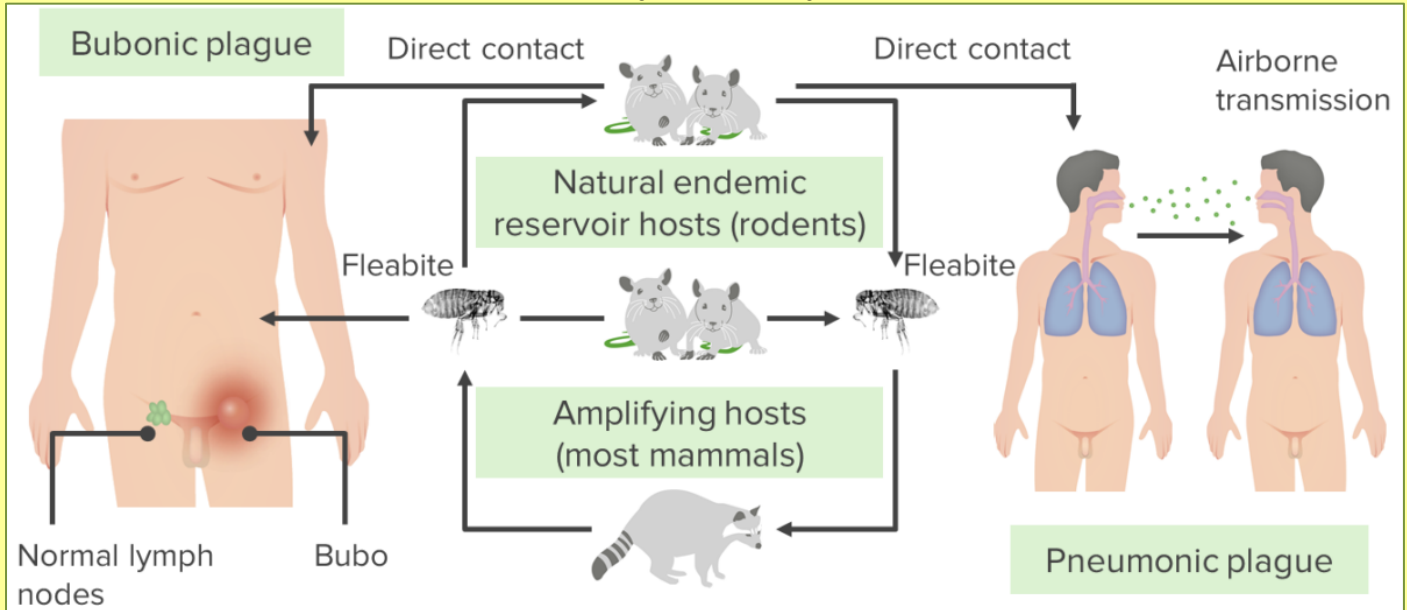 Bubonic plague
Direct contact
Direct contact
Airborne
transmission
Natural endemic
reservoir hosts (rodents)
Fleabite
Fleabite
Amplifying hosts
(most mammals)
Normal lymph
nodes
Bubo
Pneumonic plague